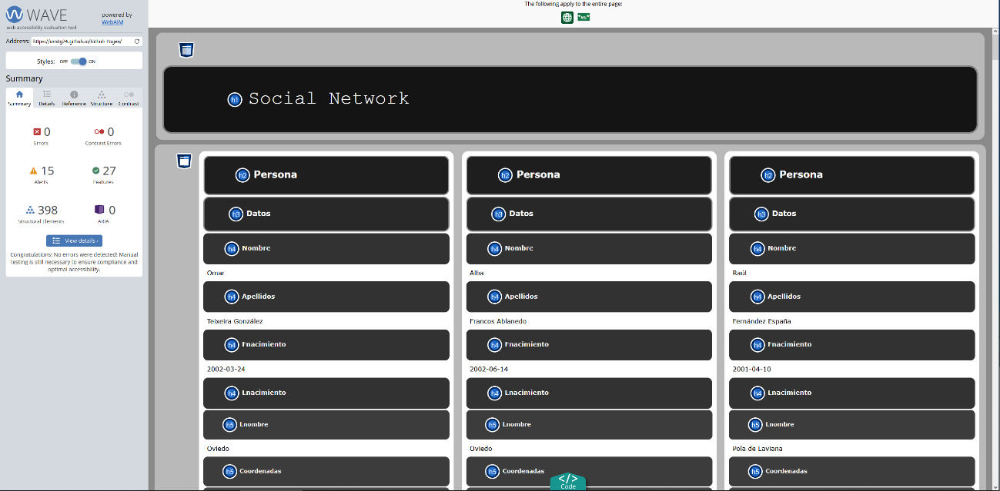 WAVE
powered by
WebAIM
web accessibility evaluation tool
Address: https://omitg24.github.io/Github-Pages/
Styles: OFF ON
Summary
Summary Details Reference Structure Contrast
0 0
Errors Contrast Errors
15 27
Alerts Features
398 0
Structural Elements ARIA
View details ›
Congratulations! No errors were detected! Manual
testing is still necessary to ensure compliance and
optimal accessibility.
The following apply to the entire page:
*es*
h1 Social Network
h2 Persona h2 Persona h2 Persona
h3 Datos h3 Datos h3 Datos
h4 Nombre h4 Nombre h4 Nombre
Omar Alba Raúl
h4 Apellidos h4 Apellidos h4 Apellidos
Teixeira González Francos Ablanedo Fernández España
h4 Fnacimiento h4 Fnacimiento h4 Fnacimiento
2002-03-24 2002-06-14 2001-04-10
h4 Lnacimiento h4 Lnacimiento h4 Lnacimiento
h5 Lnombre h5 Lnombre h5 Lnombre
Oviedo Oviedo Pola de Laviana
h5 Coordenadas h5 Coordenadas h5 Coordenadas
</>
Code